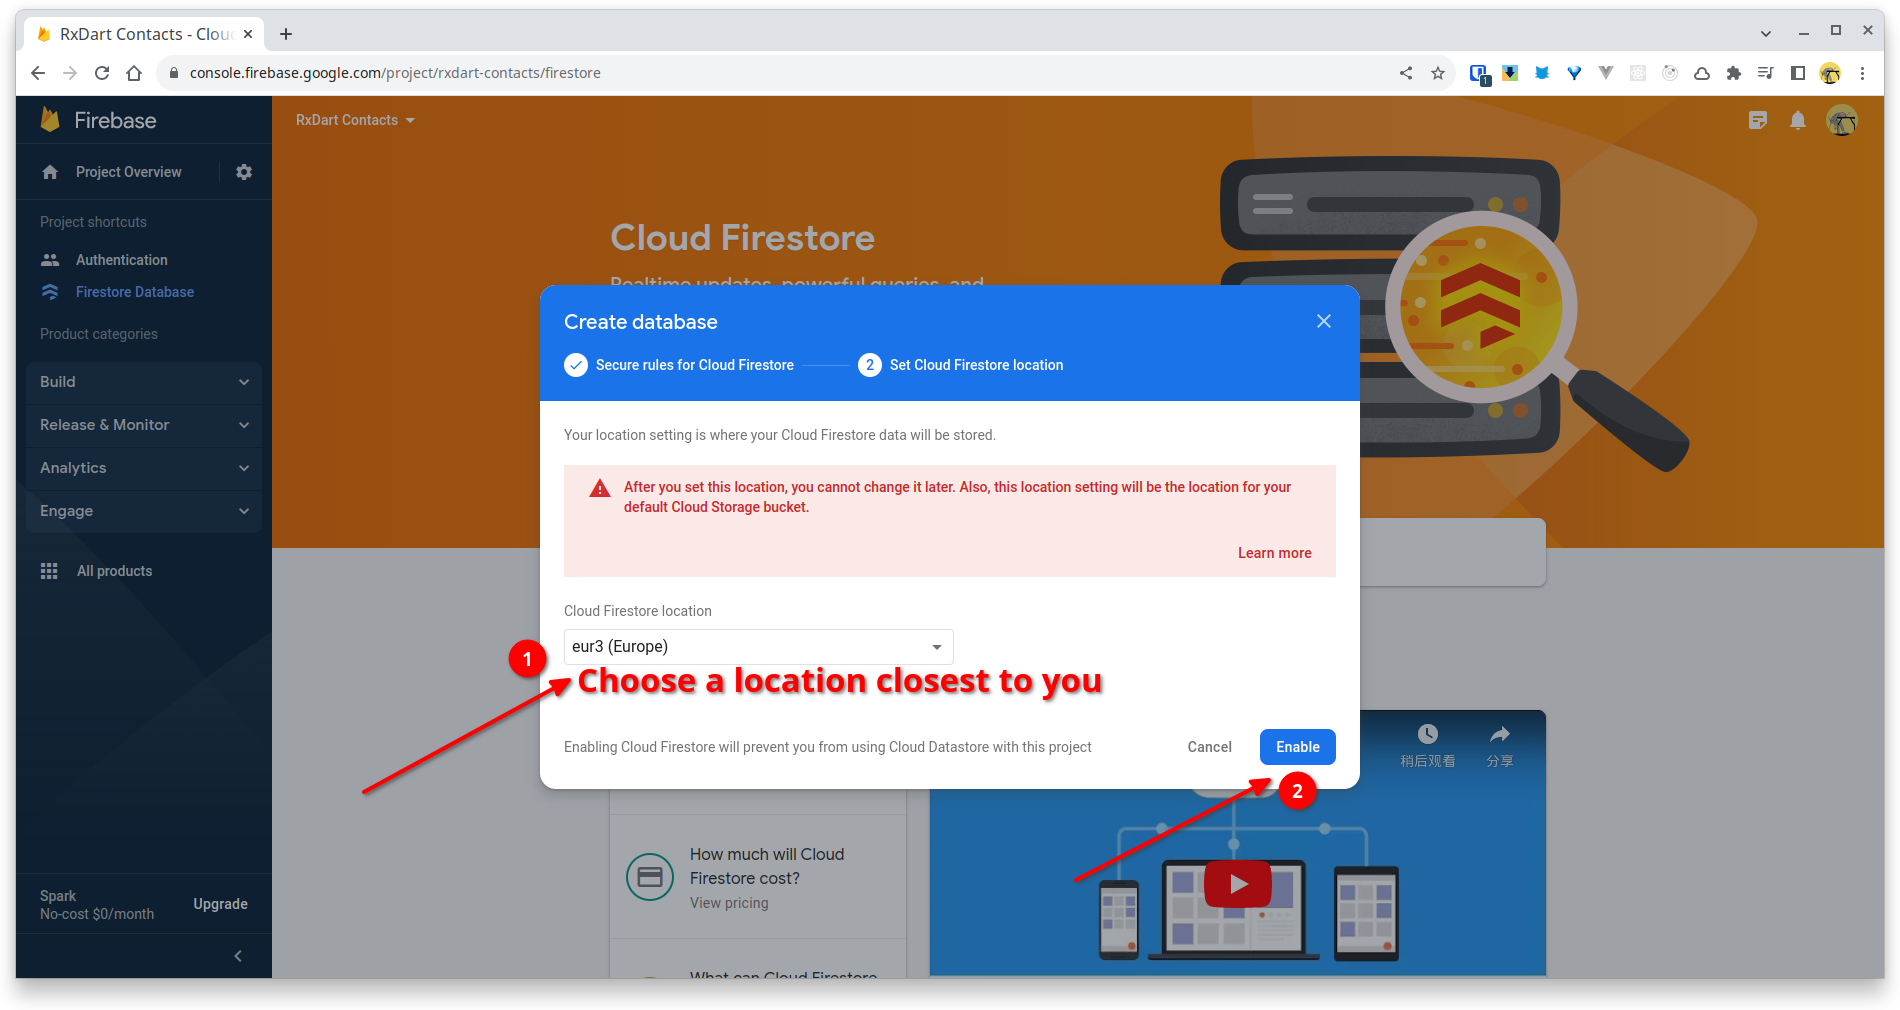 RxDart Contacts - Clou
console.firebase.google.com/project/rxdart-contacts/firestore
1
Firebase
RxDart Contacts
Project Overview
Project shortcuts
Authentication
Firestore Database
Product categories
Build
Release & Monitor
Analytics
Engage
All products
Spark
No-cost $0/month
Upgrade
Cloud Firestore
Realtime updates, powerful queries, and
Create database
Secure rules for Cloud Firestore
2
Set Cloud Firestore location
Your location setting is where your Cloud Firestore data will be stored.
After you set this location, you cannot change it later. Also, this location setting will be the location for your
default Cloud Storage bucket.
Learn more
Cloud Firestore location
eur3 (Europe)
1
Choose a location closest to you
Enabling Cloud Firestore will prevent you from using Cloud Datastore with this project
Cancel
Enable
2
稍后观看
分享
How much will Cloud
Firestore cost?
View pricing
What can Cloud Firestore